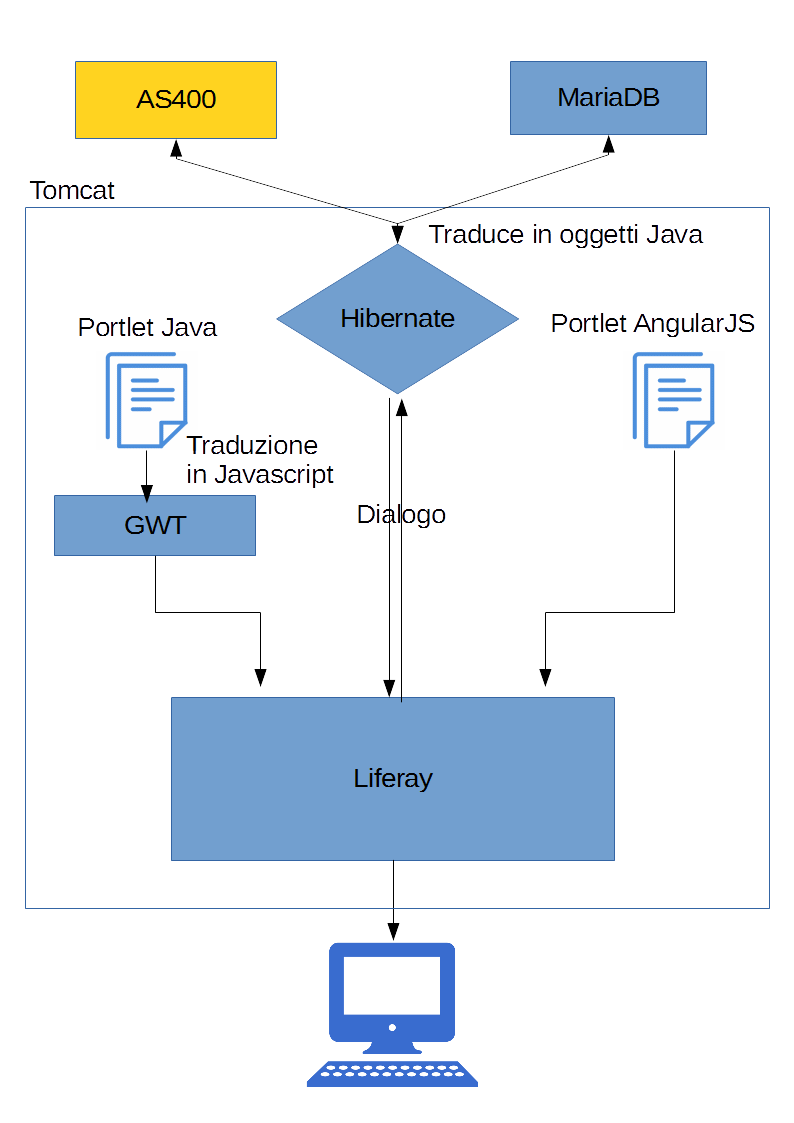 AS400
MariaDB
Tomcat
Traduce in oggetti Java
Hibernate
Portlet Java
Portlet AngularJS
Traduzione
in Javascript
GWT
Dialogo
Liferay